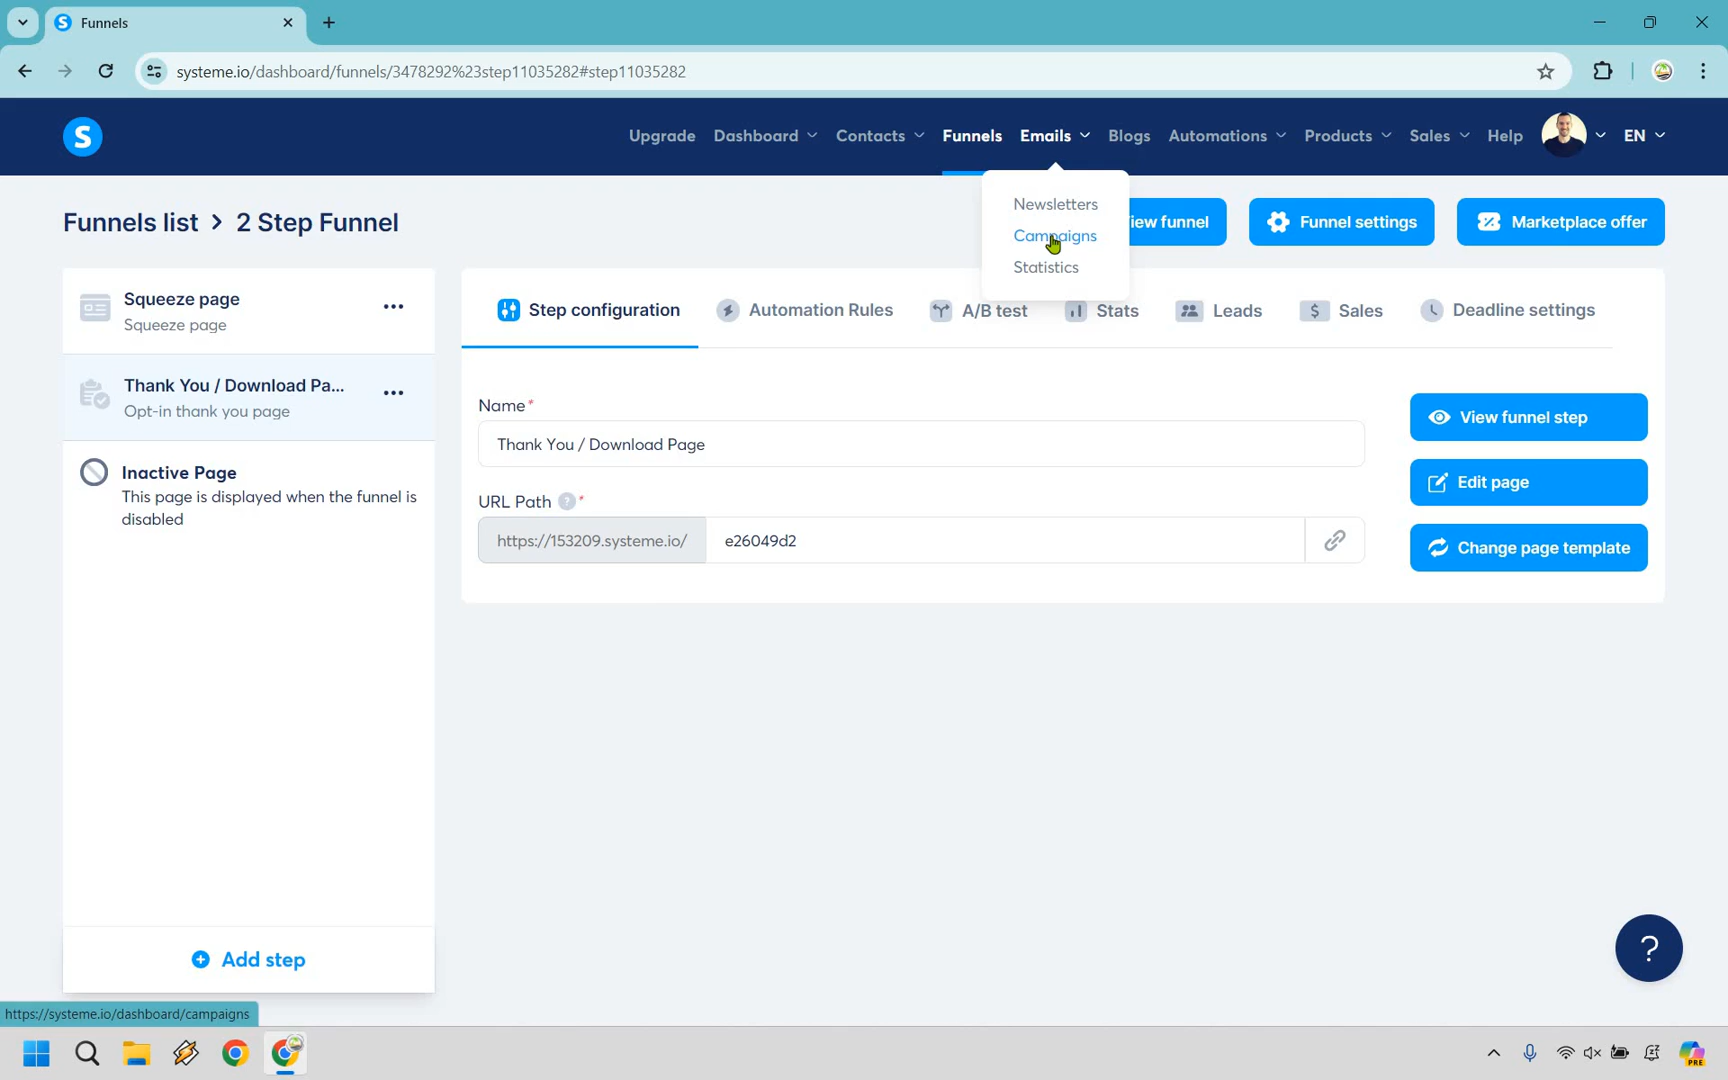 Funnels
systeme.io/dashboard/funnels/3478292%23step11035282#step11035282
S
Upgrade Dashboard Contacts Funnels Emails Blogs Automations Products Sales Help EN
Newsletters
Campaigns
Statistics
Funnels list > 2 Step Funnel
iew funnel
Funnel settings
Marketplace offer
Squeeze page
Squeeze page
Thank You / Download Pa...
Opt-in thank you page
Inactive Page
This page is displayed when the funnel is
disabled
Add step
Step configuration
Automation Rules
A/B test
Stats
Leads
Sales
Deadline settings
Name*
Thank You / Download Page
URL Path ? *
https://153209.systeme.io/ e26049d2
View funnel step
Edit page
Change page template
?
https://systeme.io/dashboard/campaigns
PRE